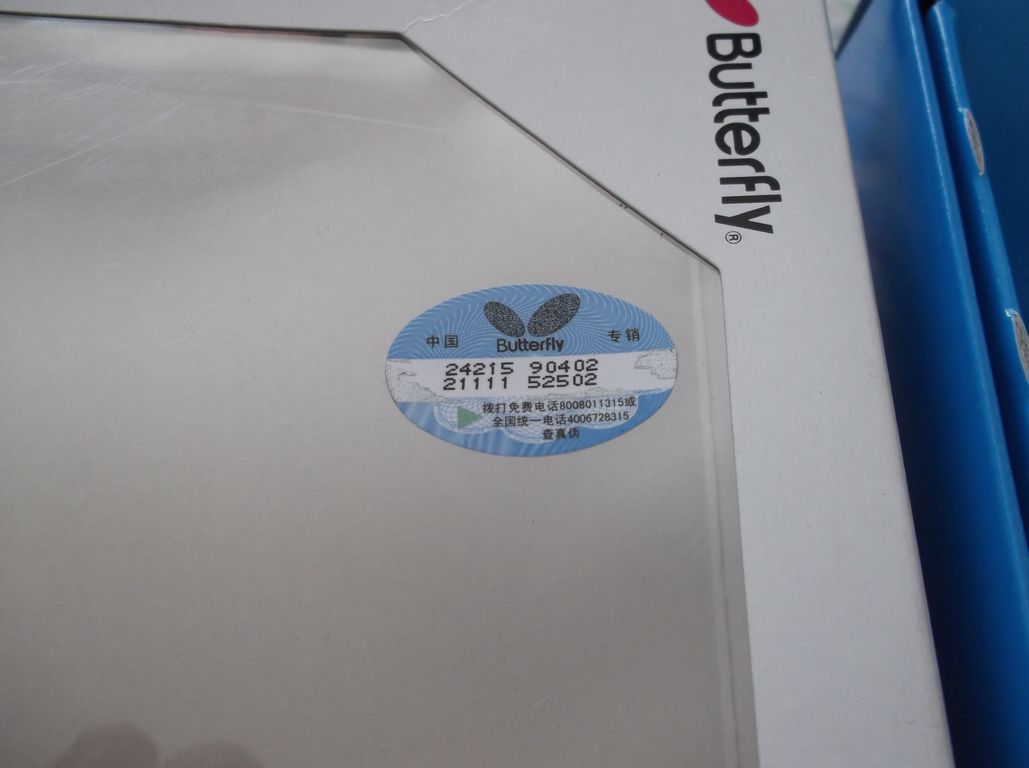 Butterfly®
Butterfly
中国 专销
24215 90402
21111 52502
拨打免费电话8008011315或
全国统一电话4006728315
查真伪